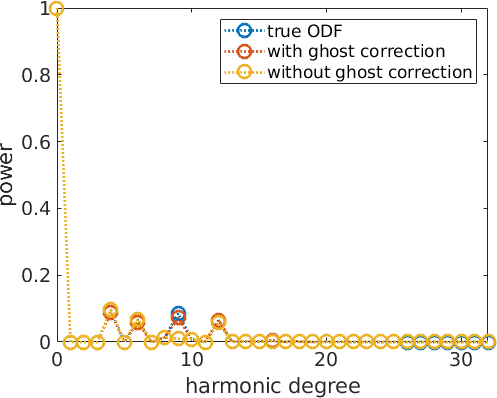 1
true ODF
with ghost correction
without ghost correction
0.8
0.6
power
0.4
0.2
0
0 10 20 30
harmonic degree